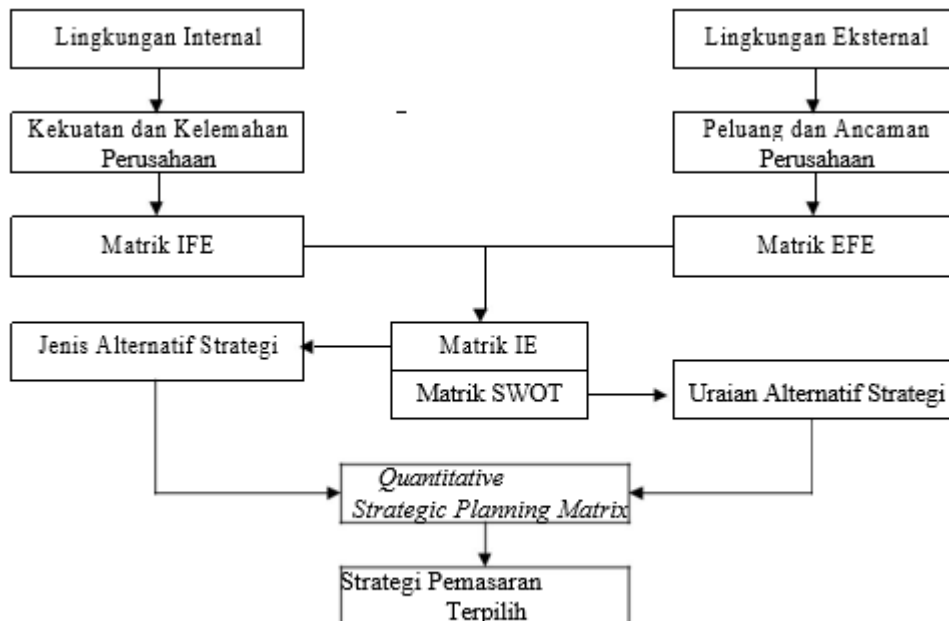 Lingkungan Internal
Lingkungan Eksternal
Kekuatan dan Kelemahan
Perusahaan
Peluang dan Ancaman
Perusahaan
Matrik IFE
Matrik EFE
Jenis Alternatif Strategi
Matrik IE
Matrik SWOT
Uraian Alternatif Strategi
Quantitative
Strategic Planning Matrix
Strategi Pemasaran
Terpilih